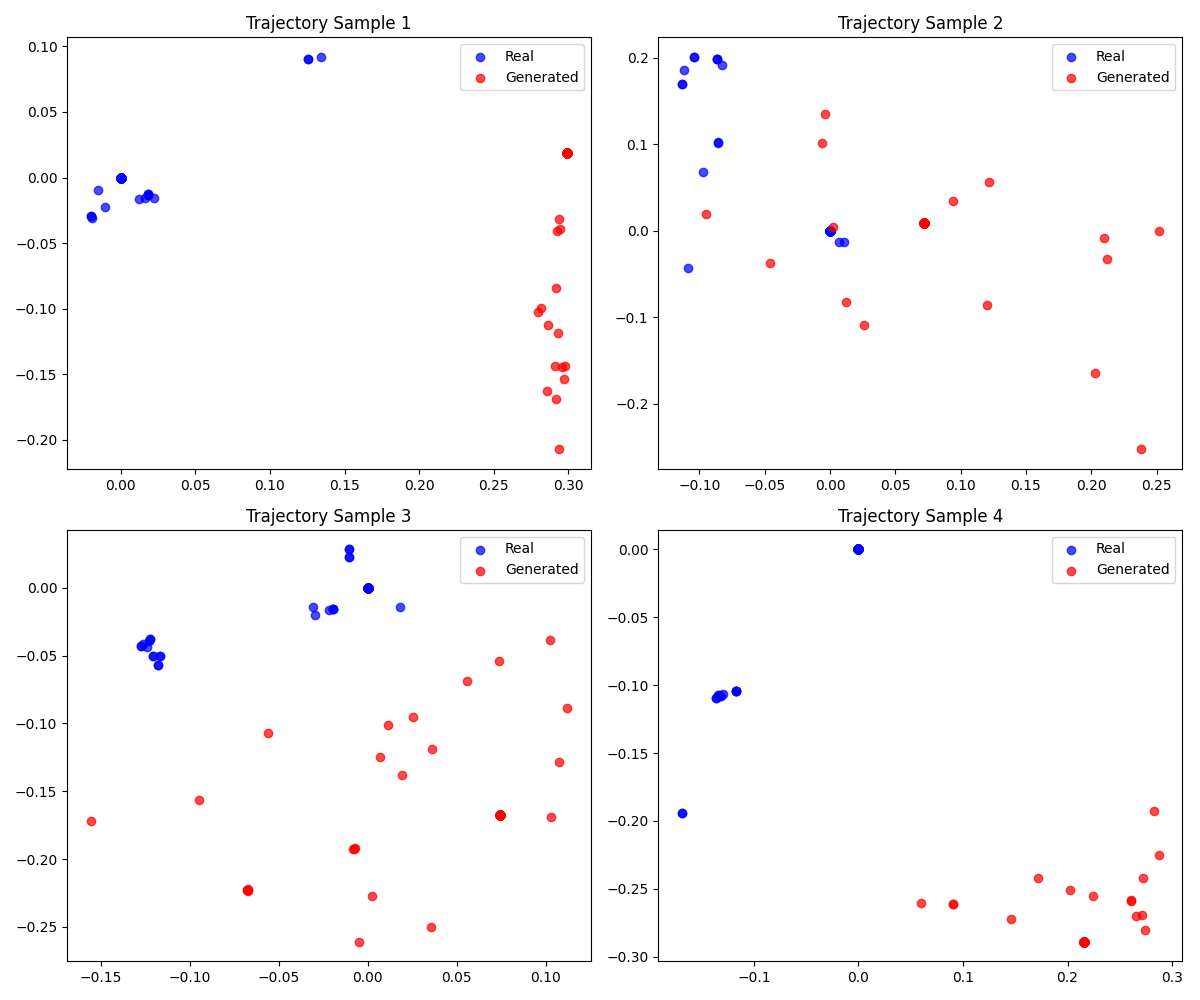 Trajectory Sample 1
Real
Generated
0.10
0.05
0.00
−0.05
−0.10
−0.15
−0.20
0.00 0.05 0.10 0.15 0.20 0.25 0.30
Trajectory Sample 2
Real
Generated
0.2
0.1
0.0
−0.1
−0.2
−0.10 −0.05 0.00 0.05 0.10 0.15 0.20 0.25
Trajectory Sample 3
Real
Generated
0.00
−0.05
−0.10
−0.15
−0.20
−0.25
−0.15 −0.10 −0.05 0.00 0.05 0.10
Trajectory Sample 4
Real
Generated
0.00
−0.05
−0.10
−0.15
−0.20
−0.25
−0.30
−0.1 0.0 0.1 0.2 0.3